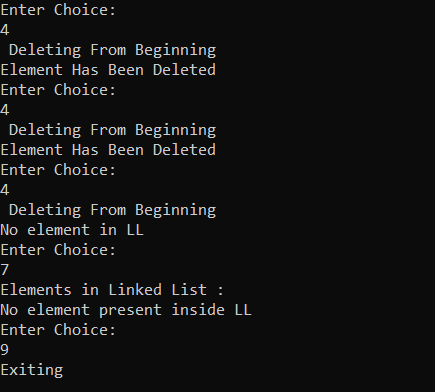 Enter Choice:
4
 Deleting From Beginning
Element Has Been Deleted
Enter Choice:
4
 Deleting From Beginning
Element Has Been Deleted
Enter Choice:
4
 Deleting From Beginning
No element in LL
Enter Choice:
7
Elements in Linked List :
No element present inside LL
Enter Choice:
9
Exiting